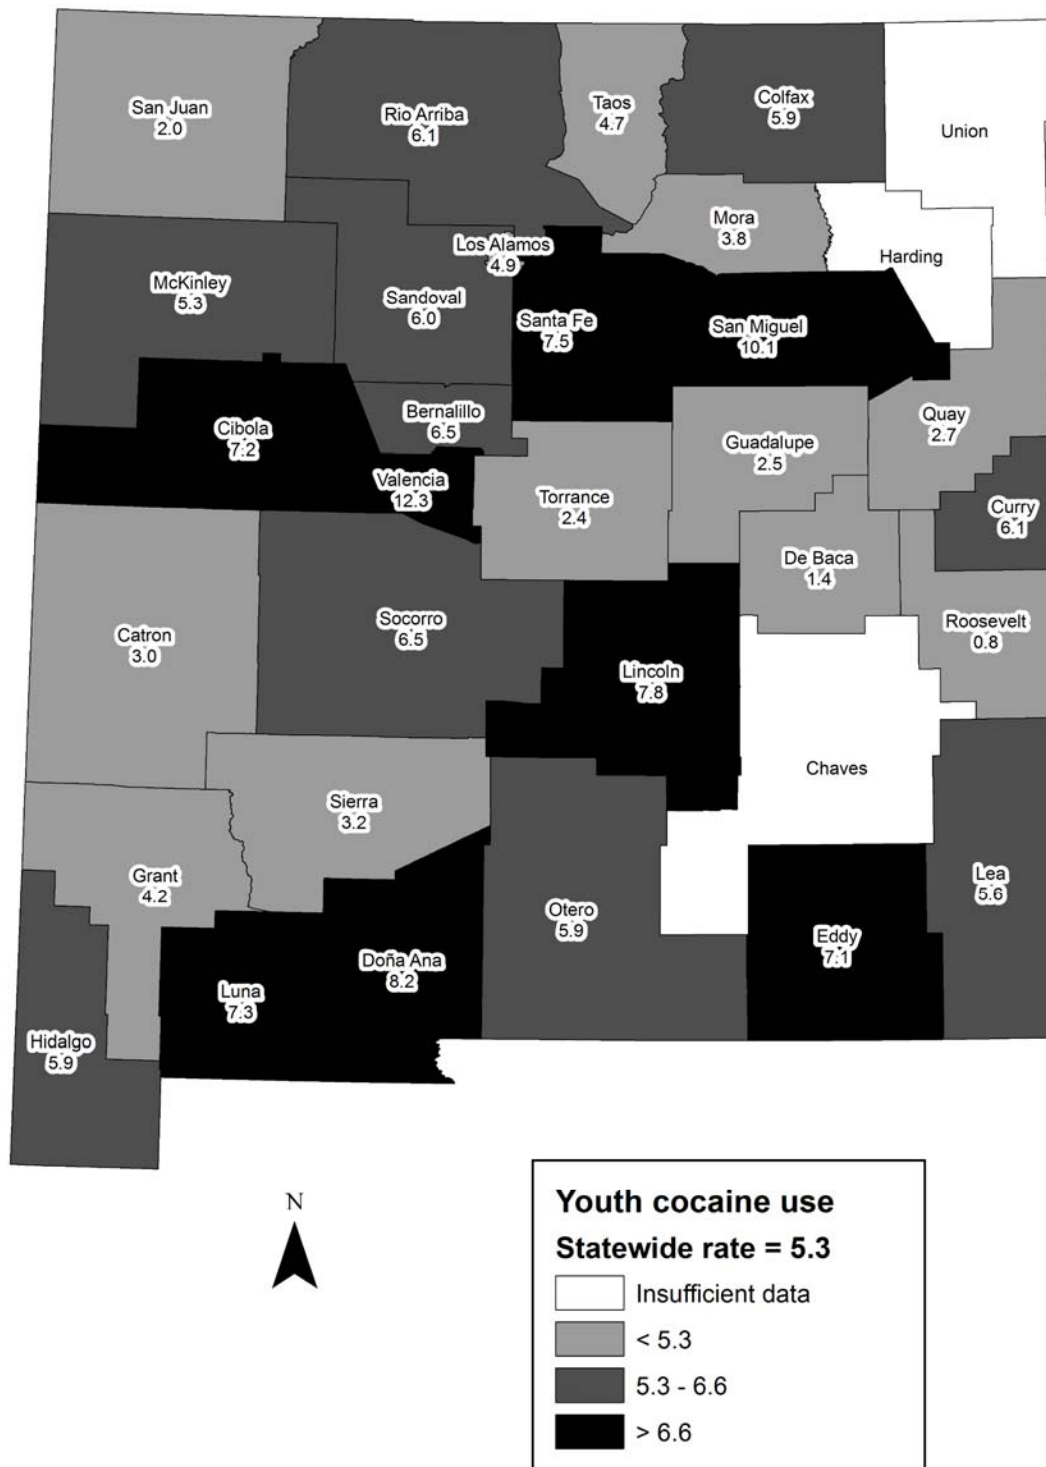 San Juan
2.0
Rio Arriba
6.1
Taos
4.7
Colfax
5.9
Union
Mora
3.8
Harding
Los Alamos
4.9
McKinley
5.3
Sandoval
6.0
Santa Fe
7.5
San Miguel
10.1
Cibola
7.2
Bernalillo
6.5
Valencia
12.3
Torrance
2.4
Guadalupe
2.5
Quay
2.7
Curry
6.1
De Baca
1.4
Roosevelt
0.8
Catron
3.0
Socorro
6.5
Lincoln
7.8
Chaves
Sierra
3.2
Grant
4.2
Otero
5.9
Eddy
7.1
Lea
5.6
Doña Ana
8.2
Luna
7.3
Hidalgo
5.9
N
Youth cocaine use
Statewide rate = 5.3
Insufficient data
< 5.3
5.3 - 6.6
> 6.6